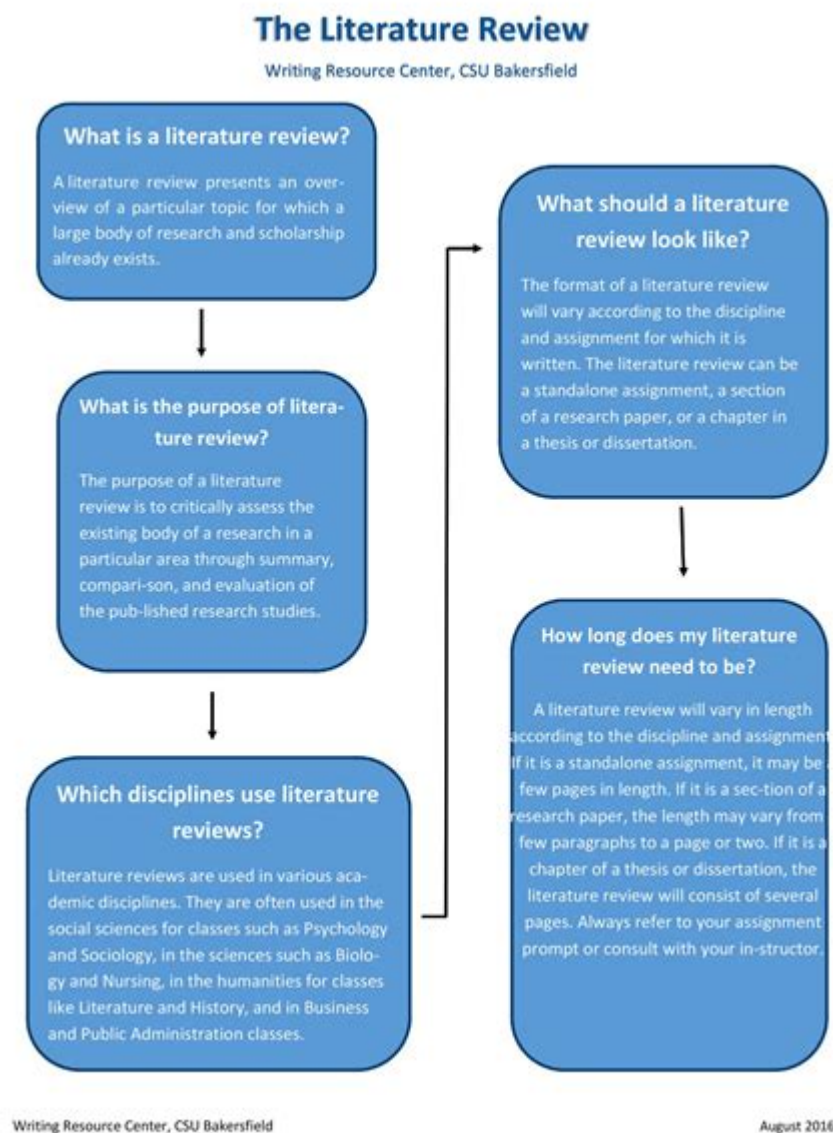 The Literature Review
Writing Resource Center, CSU Bakersfield
What is a literature review?
A literature review presents an over-
view of a particular topic for which a
large body of research and scholarship
already exists.
What is the purpose of litera-
ture review?
The purpose of a literature
review is to critically assess the
existing body of a research in a
particular area through summary,
compari-son, and evaluation of
the pub-lished research studies.
Which disciplines use literature
reviews?
Literature reviews are used in various aca-
demic disciplines. They are often used in the
social sciences for classes such as Psychology
and Sociology, in the sciences such as Biolo-
gy and Nursing, in the humanities for classes
like Literature and History, and in Business
and Public Administration classes.
What should a literature
review look like?
The format of a literature review
will vary according to the discipline
and assignment for which it is
written. The literature review can be
a standalone assignment, a section
of a research paper, or a chapter in
a thesis or dissertation.
How long does my literature
review need to be?
A literature review will vary in length
according to the discipline and assignment
If it is a standalone assignment, it may be a
few pages in length. If it is a sec-tion of a
research paper, the length may vary from
few paragraphs to a page or two. If it is a
chapter of a thesis or dissertation, the
literature review will consist of several
pages. Always refer to your assignment
prompt or consult with your in-structor.
Writing Resource Center, CSU Bakersfield
August 2016